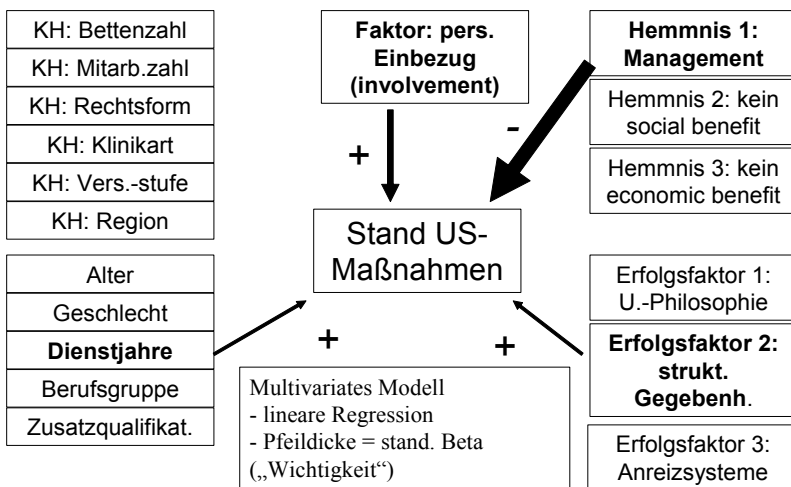 KH: Bettenzahl
KH: Mitarb.zahl
KH: Rechtsform
KH: Klinikart
KH: Vers.-stufe
KH: Region
Faktor: pers.
Einbezug
(involvement)
+
Hemmnis 1:
Management
-
Hemmnis 2: kein
social benefit
Hemmnis 3: kein
economic benefit
Stand US-
Maßnahmen
Alter
Geschlecht
Dienstjahre
Berufsgruppe
Zusatzqualifikat.
+
+
Multivariates Modell
- lineare Regression
- Pfeildicke = stand. Beta
(„Wichtigkeit“)
Erfolgsfaktor 1:
U.-Philosophie
Erfolgsfaktor 2:
strukt.
Gegebenh.
Erfolgsfaktor 3:
Anreizsysteme